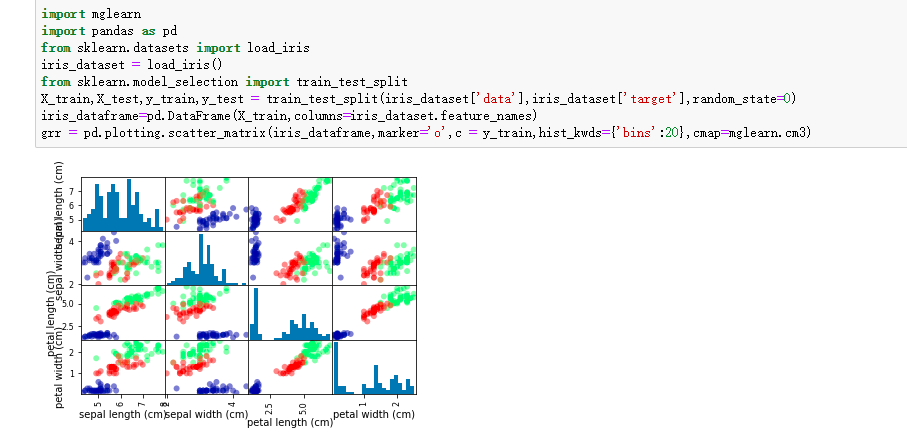 import mglearn
import pandas as pd
from sklearn.datasets import load_iris
iris_dataset = load_iris()
from sklearn.model_selection import train_test_split
X_train,X_test,y_train,y_test = train_test_split(iris_dataset['data'],iris_dataset['target'],random_state=0)
iris_dataframe=pd.DataFrame(X_train,columns=iris_dataset.feature_names)
grr = pd.plotting.scatter_matrix(iris_dataframe,marker='o',c = y_train,hist_kwds={'bins':20},cmap=mglearn.cm3)
sepal length (cm)
7
6
5
sepal width (cm)
4
2
petal length (cm)
5.0
2.5
petal width (cm)
2
1
5
6
7
8
2
4
2.5
5.0
1
2
sepal length (cm)
sepal width (cm)
petal length (cm)
petal width (cm)